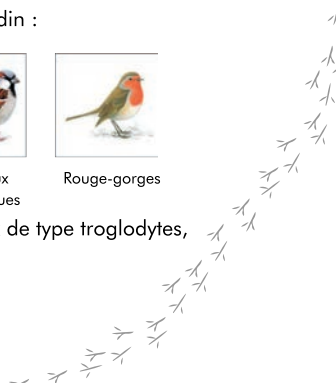 din :
x
Rouge-gorges
ues
de type troglodytes,